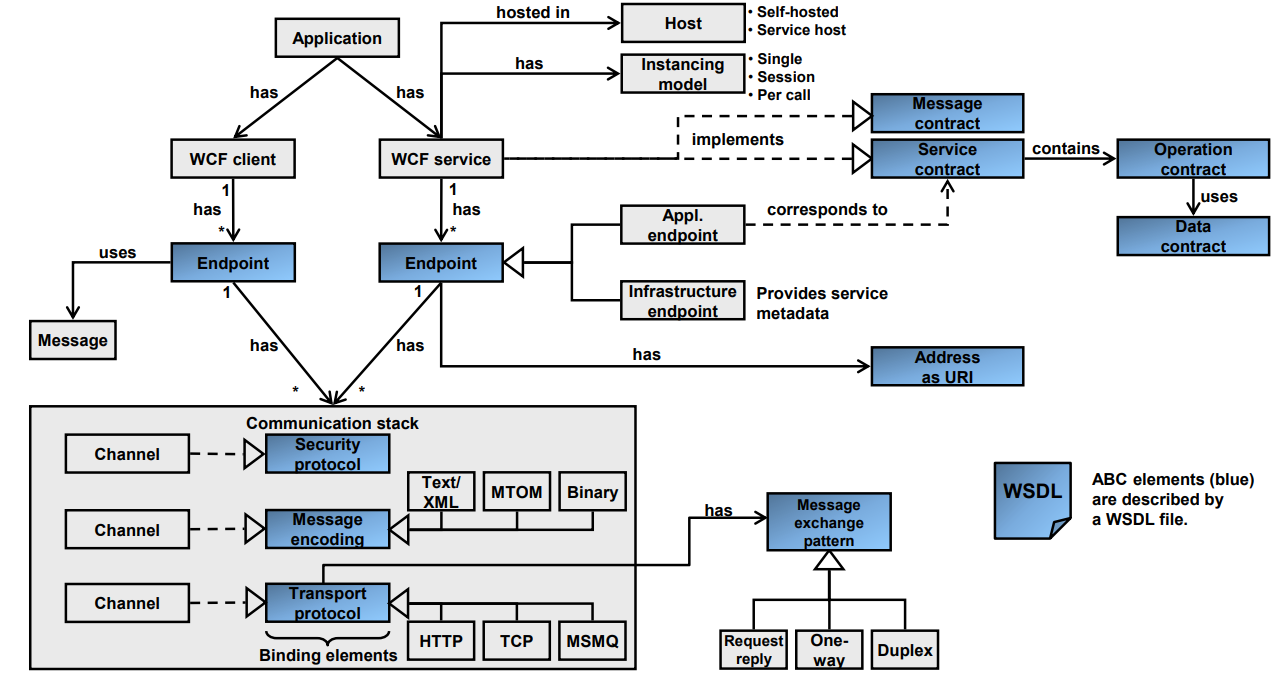 hosted in
Host
• Self-hosted
• Service host
Application
has
Instancing
model
• Single
• Session
• Per call
has
has
Message
contract
WCF client
WCF service
implements
Service
contract
contains
Operation
contract
1
has
*
1
has
*
uses
Appl.
endpoint
corresponds to
Data
contract
uses
Endpoint
Endpoint
1
1
Infrastructure
endpoint
Provides service
metadata
Message
has
has
has
Address
as URI
*
*
Communication stack
Channel
Security
protocol
Text/
XML
MTOM
Binary
Channel
Message
encoding
has
Message
exchange
pattern
WSDL
ABC elements (blue)
are described by
a WSDL file.
Channel
Transport
protocol
HTTP
TCP
MSMQ
Binding elements
Request
reply
One-
way
Duplex